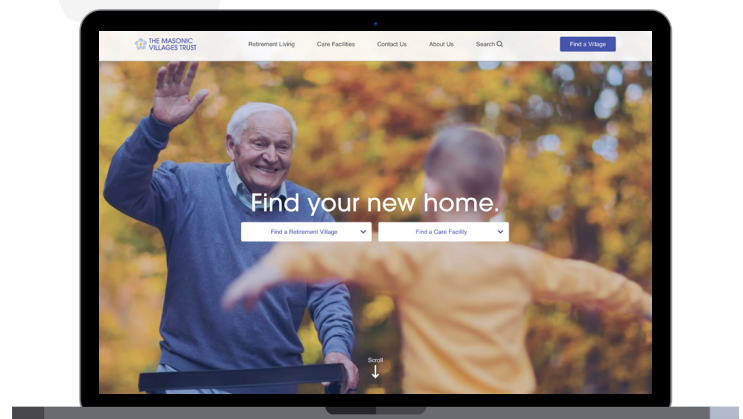 THE MASONIC
VILLAGES TRUST
Retirement Living
Care Facilities
Contact Us
About Us
Search
Find a Village
Find your new home.
Find a Retirement Village
Find a Care Facility
Scroll